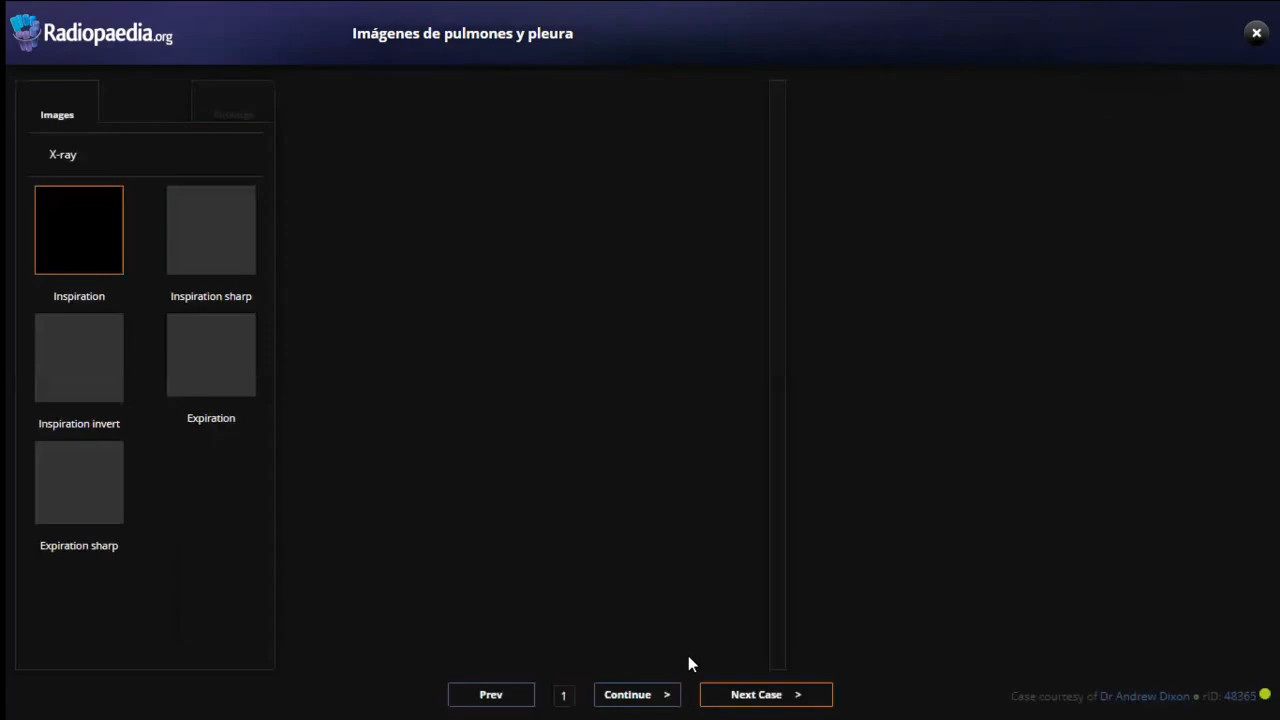 Radiopaedia.org
Imágenes de pulmones y pleura
Images
X-ray
Inspiration
Inspiration sharp
Inspiration invert
Expiration
Expiration sharp
Prev
1
Continue >
Next Case >
Case courtesy of Dr Andrew Dixon • rID: 48365